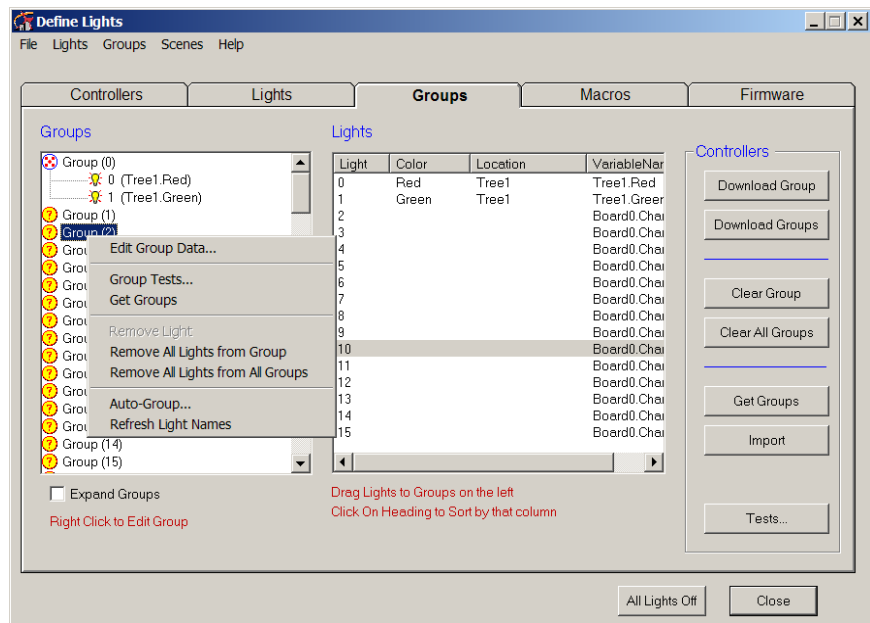 Define Lights
File Lights Groups Scenes Help
Controllers Lights Groups Macros Firmware
Groups
Group (0)
0 (Tree1.Red)
1 (Tree1.Green)
Group (1)
Group (2)
Edit Group Data...
Group Tests...
Get Groups
Remove Light
Remove All Lights from Group
Remove All Lights from All Groups
Auto-Group...
Refresh Light Names
Group (14)
Group (15)
Expand Groups
Right Click to Edit Group
Lights
Light Color Location VariableNar
0 Red Tree1 Tree1.Red
1 Green Tree1 Tree1.Greer
2 Board0.Char
3 Board0.Char
4 Board0.Char
5 Board0.Char
6 Board0.Char
7 Board0.Char
8 Board0.Char
9 Board0.Char
10 Board0.Char
11 Board0.Char
12 Board0.Char
13 Board0.Char
14 Board0.Char
15 Board0.Char
Drag Lights to Groups on the left
Click On Heading to Sort by that column
Controllers
Download Group
Download Groups
Clear Group
Clear All Groups
Get Groups
Import
Tests...
All Lights Off Close